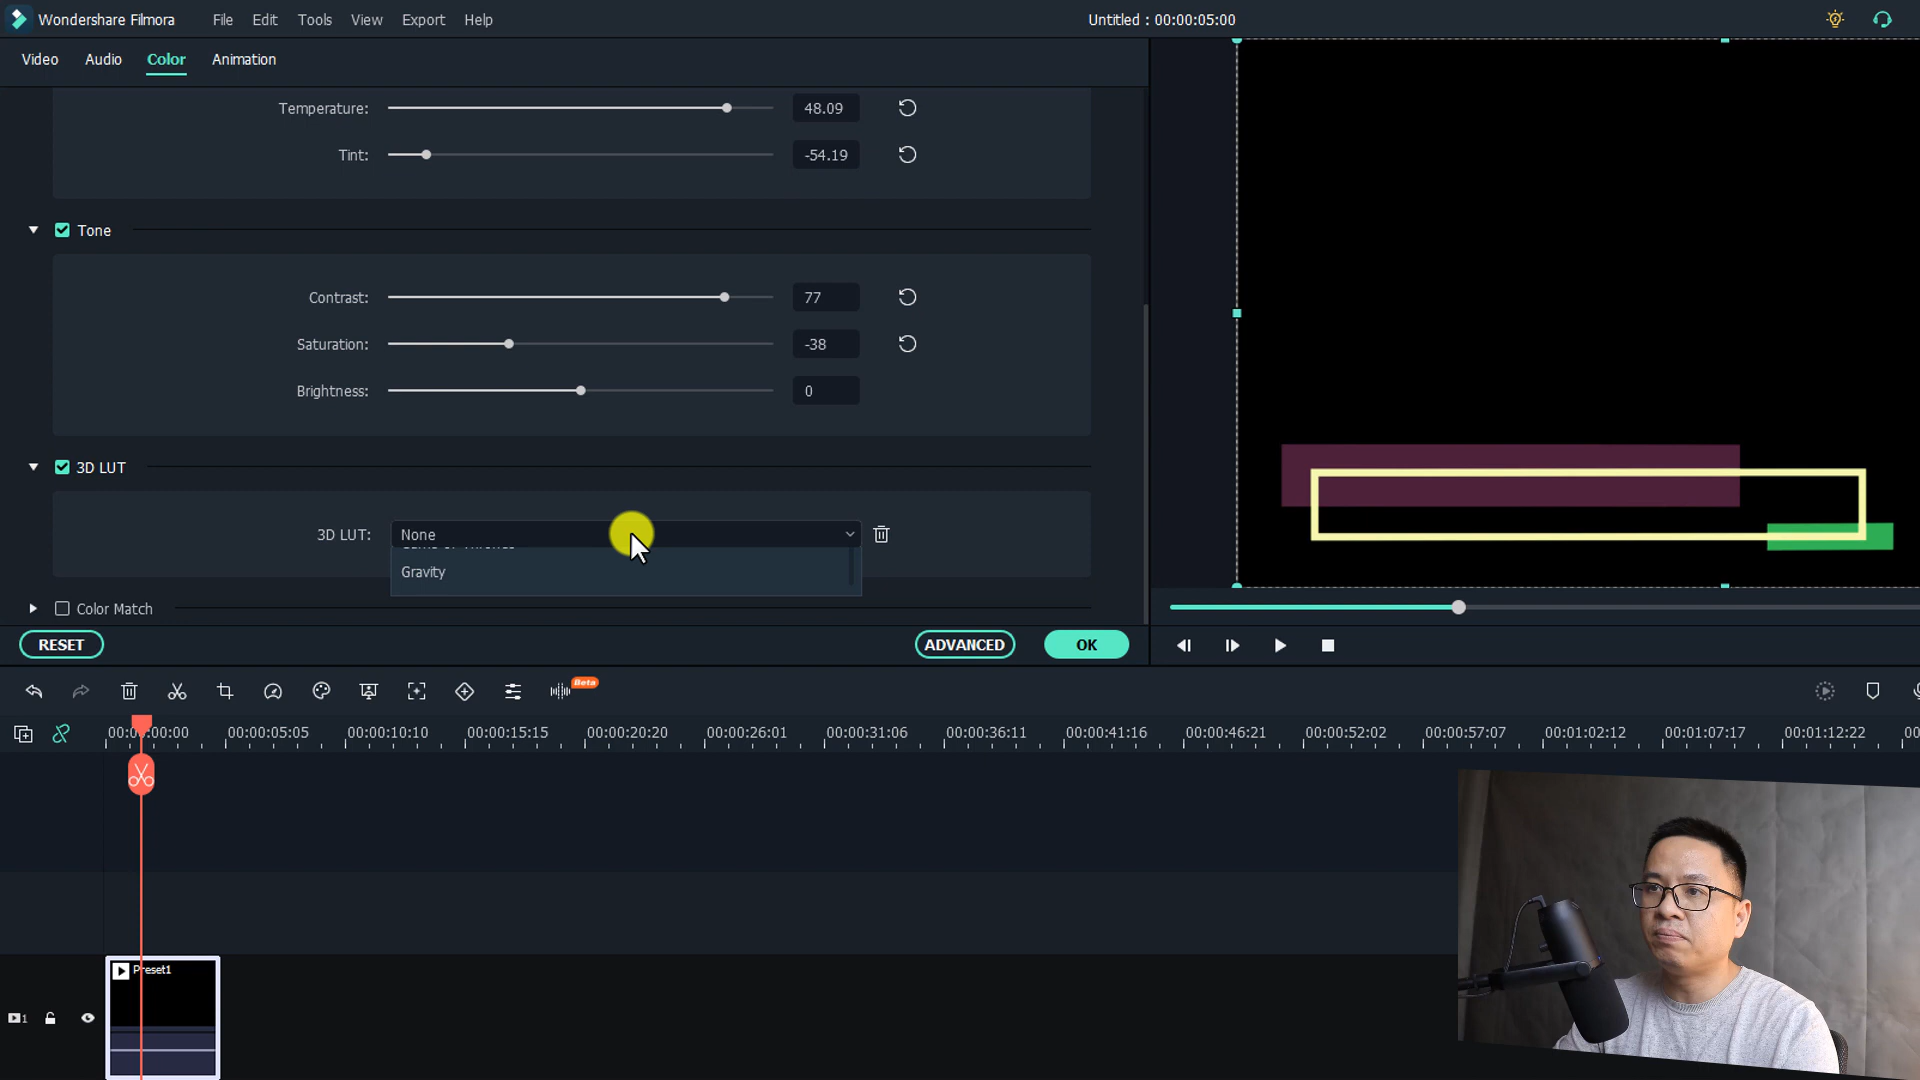 Wondershare Filmora File Edit Tools View Export Help Untitled : 00:00:05:00
Video Audio Color Animation
Temperature: 48.09
Tint: -54.19
Tone
Contrast: 77
Saturation: -38
Brightness: 0
3D LUT
3D LUT: None
Gravity
Color Match
RESET ADVANCED OK
Beta
00:00:00:00 00:00:05:05 00:00:10:10 00:00:15:15 00:00:20:20 00:00:26:01 00:00:31:06 00:00:36:11 00:00:41:16 00:00:46:21 00:00:52:02 00:00:57:07 00:01:02:12 00:01:07:17 00:01:12:22 00
Preset1
1